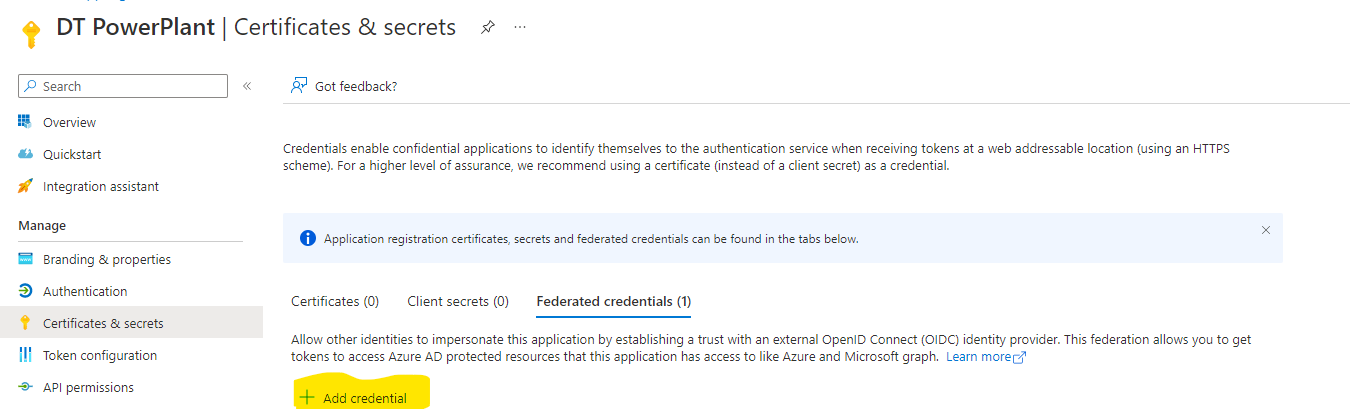 DT PowerPlant | Certificates & secrets
Search
Got feedback?
Overview
Quickstart
Integration assistant
Manage
Branding & properties
Authentication
Certificates & secrets
Token configuration
API permissions
Credentials enable confidential applications to identify themselves to the authentication service when receiving tokens at a web addressable location (using an HTTPS
scheme). For a higher level of assurance, we recommend using a certificate (instead of a client secret) as a credential.
Application registration certificates, secrets and federated credentials can be found in the tabs below.
Certificates (0)
Client secrets (0)
Federated credentials (1)
Allow other identities to impersonate this application by establishing a trust with an external OpenID Connect (OIDC) identity provider. This federation allows you to get
tokens to access Azure AD protected resources that this application has access to like Azure and Microsoft graph. Learn more
Add credential